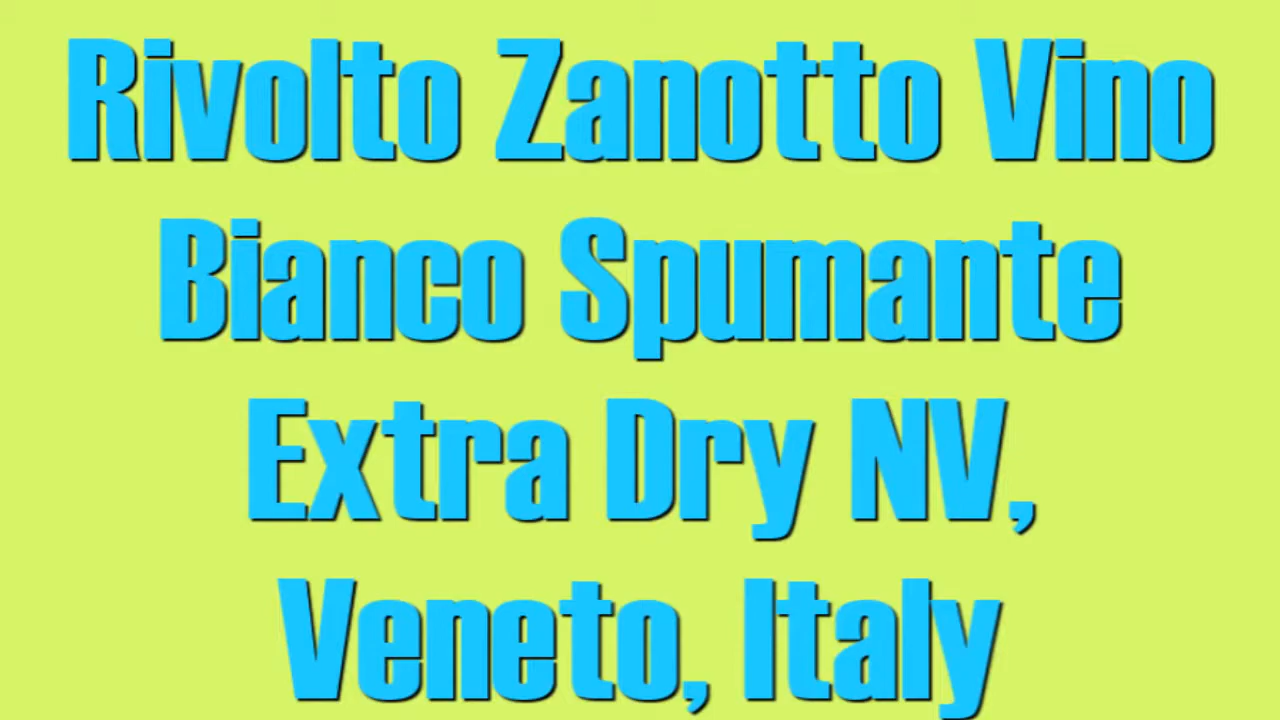 Rivolto Zanotto Vino
Bianco Spumante
Extra Dry NV,
Veneto, Italy